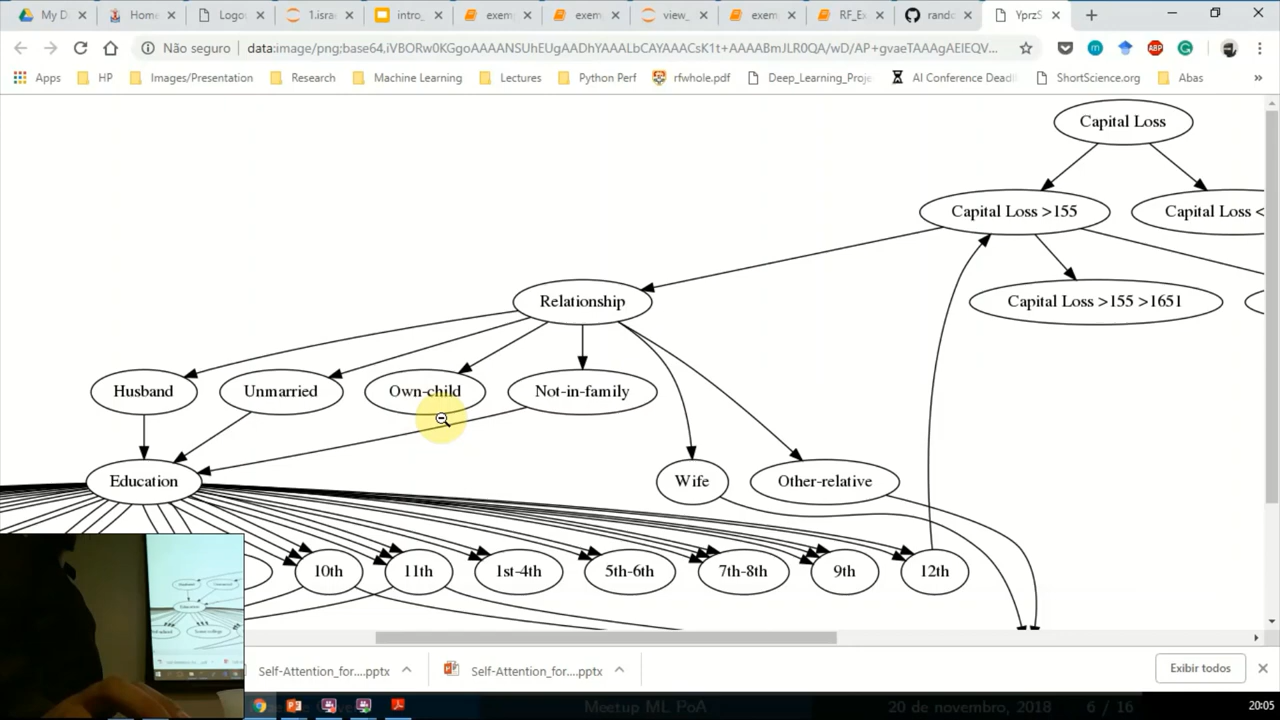 My D
Home
Logo
1.isra
intro_
exem
exem
view_
exem
RF_Ex
rando
YprzS
Não seguro
data:image/png;base64,iVBORw0KGgoAAAANSUhEUgAADhYAAALbCAYAAACsK1t+AAAABmJLR0QA/wD/AP+gvaeTAAAgAElEQV...
Apps
HP
Images/Presentation
Research
Machine Learning
Lectures
Python Perf
rfwhole.pdf
Deep_Learning_Proje
AI Conference Deadl
ShortScience.org
Abas
»
Capital Loss
Capital Loss >155
Capital Loss <
Relationship
Capital Loss >155 >1651
Husband
Unmarried
Own-child
Not-in-family
Education
Wife
Other-relative
10th
11th
1st-4th
5th-6th
7th-8th
9th
12th
Self-Attention_for....pptx
Self-Attention_for....pptx
Exibir todos
Meetup ML PoA
20 de novembro, 2018
6 / 16
20:05